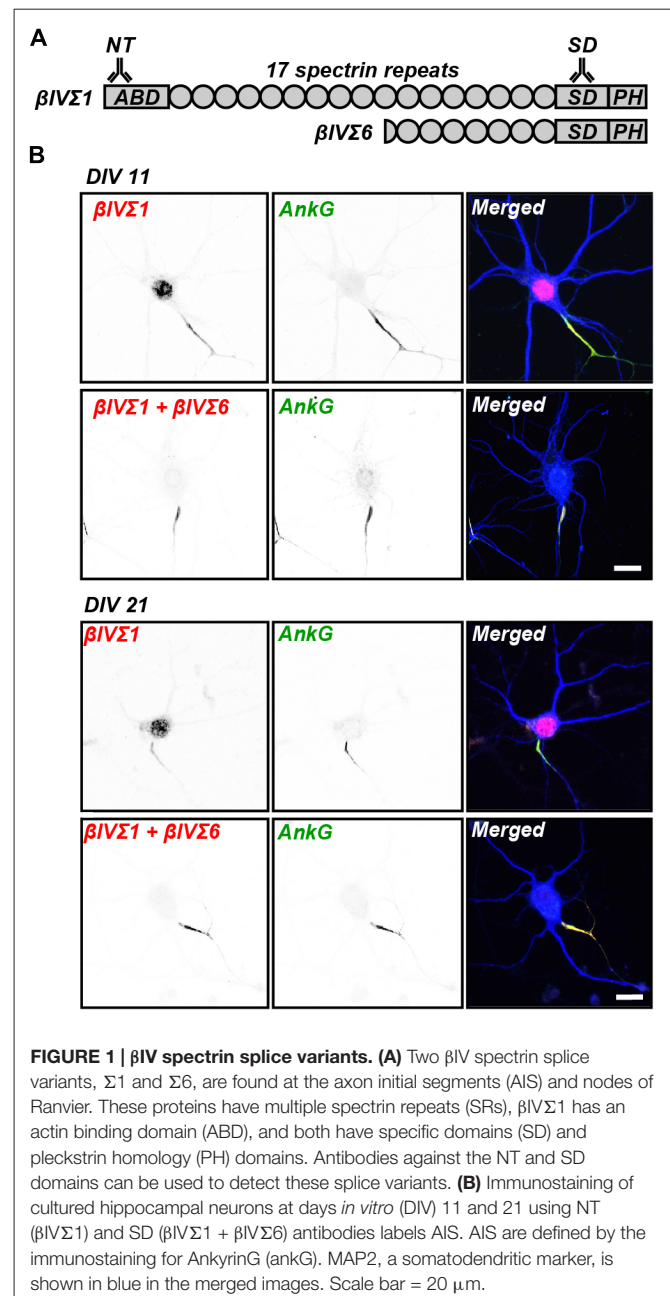 A
NT
SD
17 spectrin repeats
βIVΣ1
ABD
SD
PH
βIVΣ6
SD
PH
B
DIV 11
βIVΣ1
AnkG
Merged
βIVΣ1 + βIVΣ6
AnkG
Merged
DIV 21
βIVΣ1
AnkG
Merged
βIVΣ1 + βIVΣ6
AnkG
Merged
FIGURE 1 | βIV spectrin splice variants. (A) Two βIV spectrin splice
variants, Σ1 and Σ6, are found at the axon initial segments (AIS) and nodes of
Ranvier. These proteins have multiple spectrin repeats (SRs), βIVΣ1 has an
actin binding domain (ABD), and both have specific domains (SD) and
pleckstrin homology (PH) domains. Antibodies against the NT and SD
domains can be used to detect these splice variants. (B) Immunostaining of
cultured hippocampal neurons at days in vitro (DIV) 11 and 21 using NT
(βIVΣ1) and SD (βIVΣ1 + βIVΣ6) antibodies labels AIS. AIS are defined by the
immunostaining for AnkyrinG (ankG). MAP2, a somatodendritic marker, is
shown in blue in the merged images. Scale bar = 20 μm.